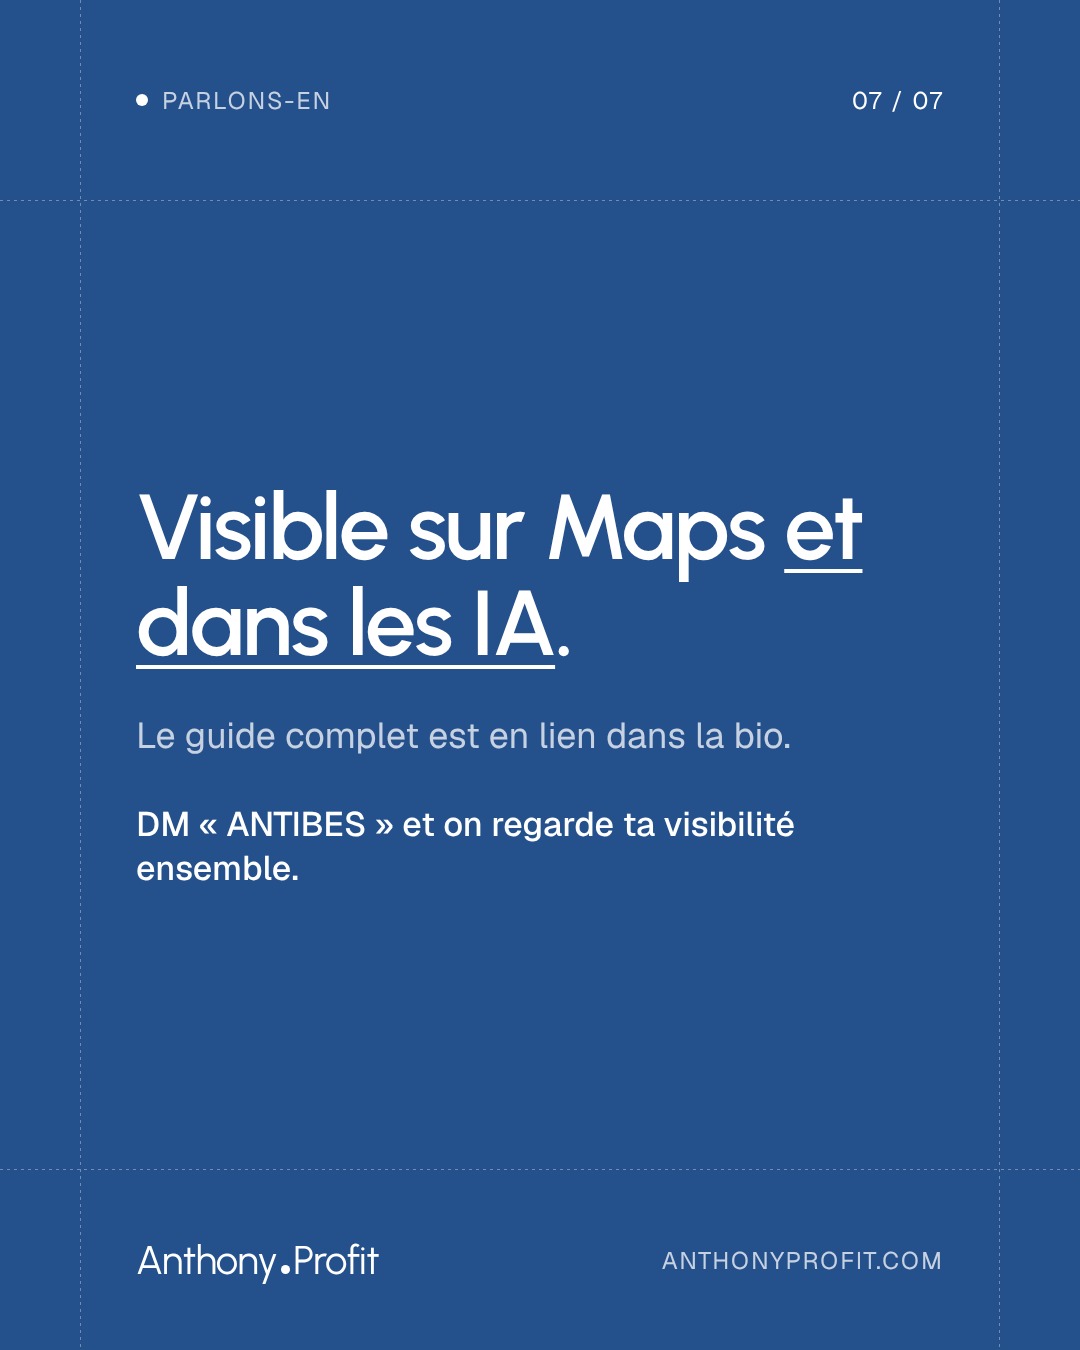 PARLONS-EN
07 / 07
Visible sur Maps et
dans les IA.
Le guide complet est en lien dans la bio.
DM « ANTIBES » et on regarde ta visibilité
ensemble.
Anthony.Profit
ANTHONYPROFIT.COM